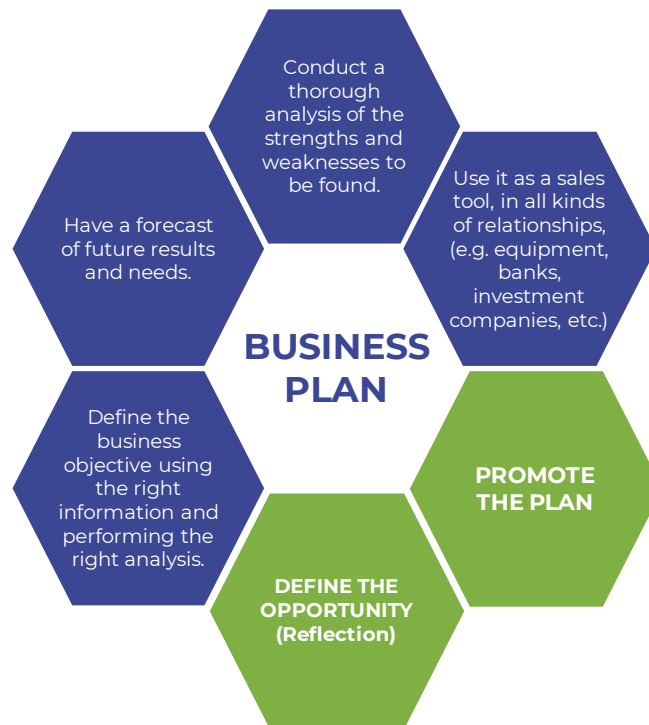 Conduct a
thorough
analysis of the
strengths and
weaknesses to
be found.
Use it as a sales
tool, in all kinds
of relationships,
(e.g. equipment,
banks,
investment
companies, etc.)
Have a forecast
of future results
and needs.
BUSINESS
PLAN
Define the
business
objective using
the right
information and
performing the
right analysis.
PROMOTE
THE PLAN
DEFINE THE
OPPORTUNITY
(Reflection)